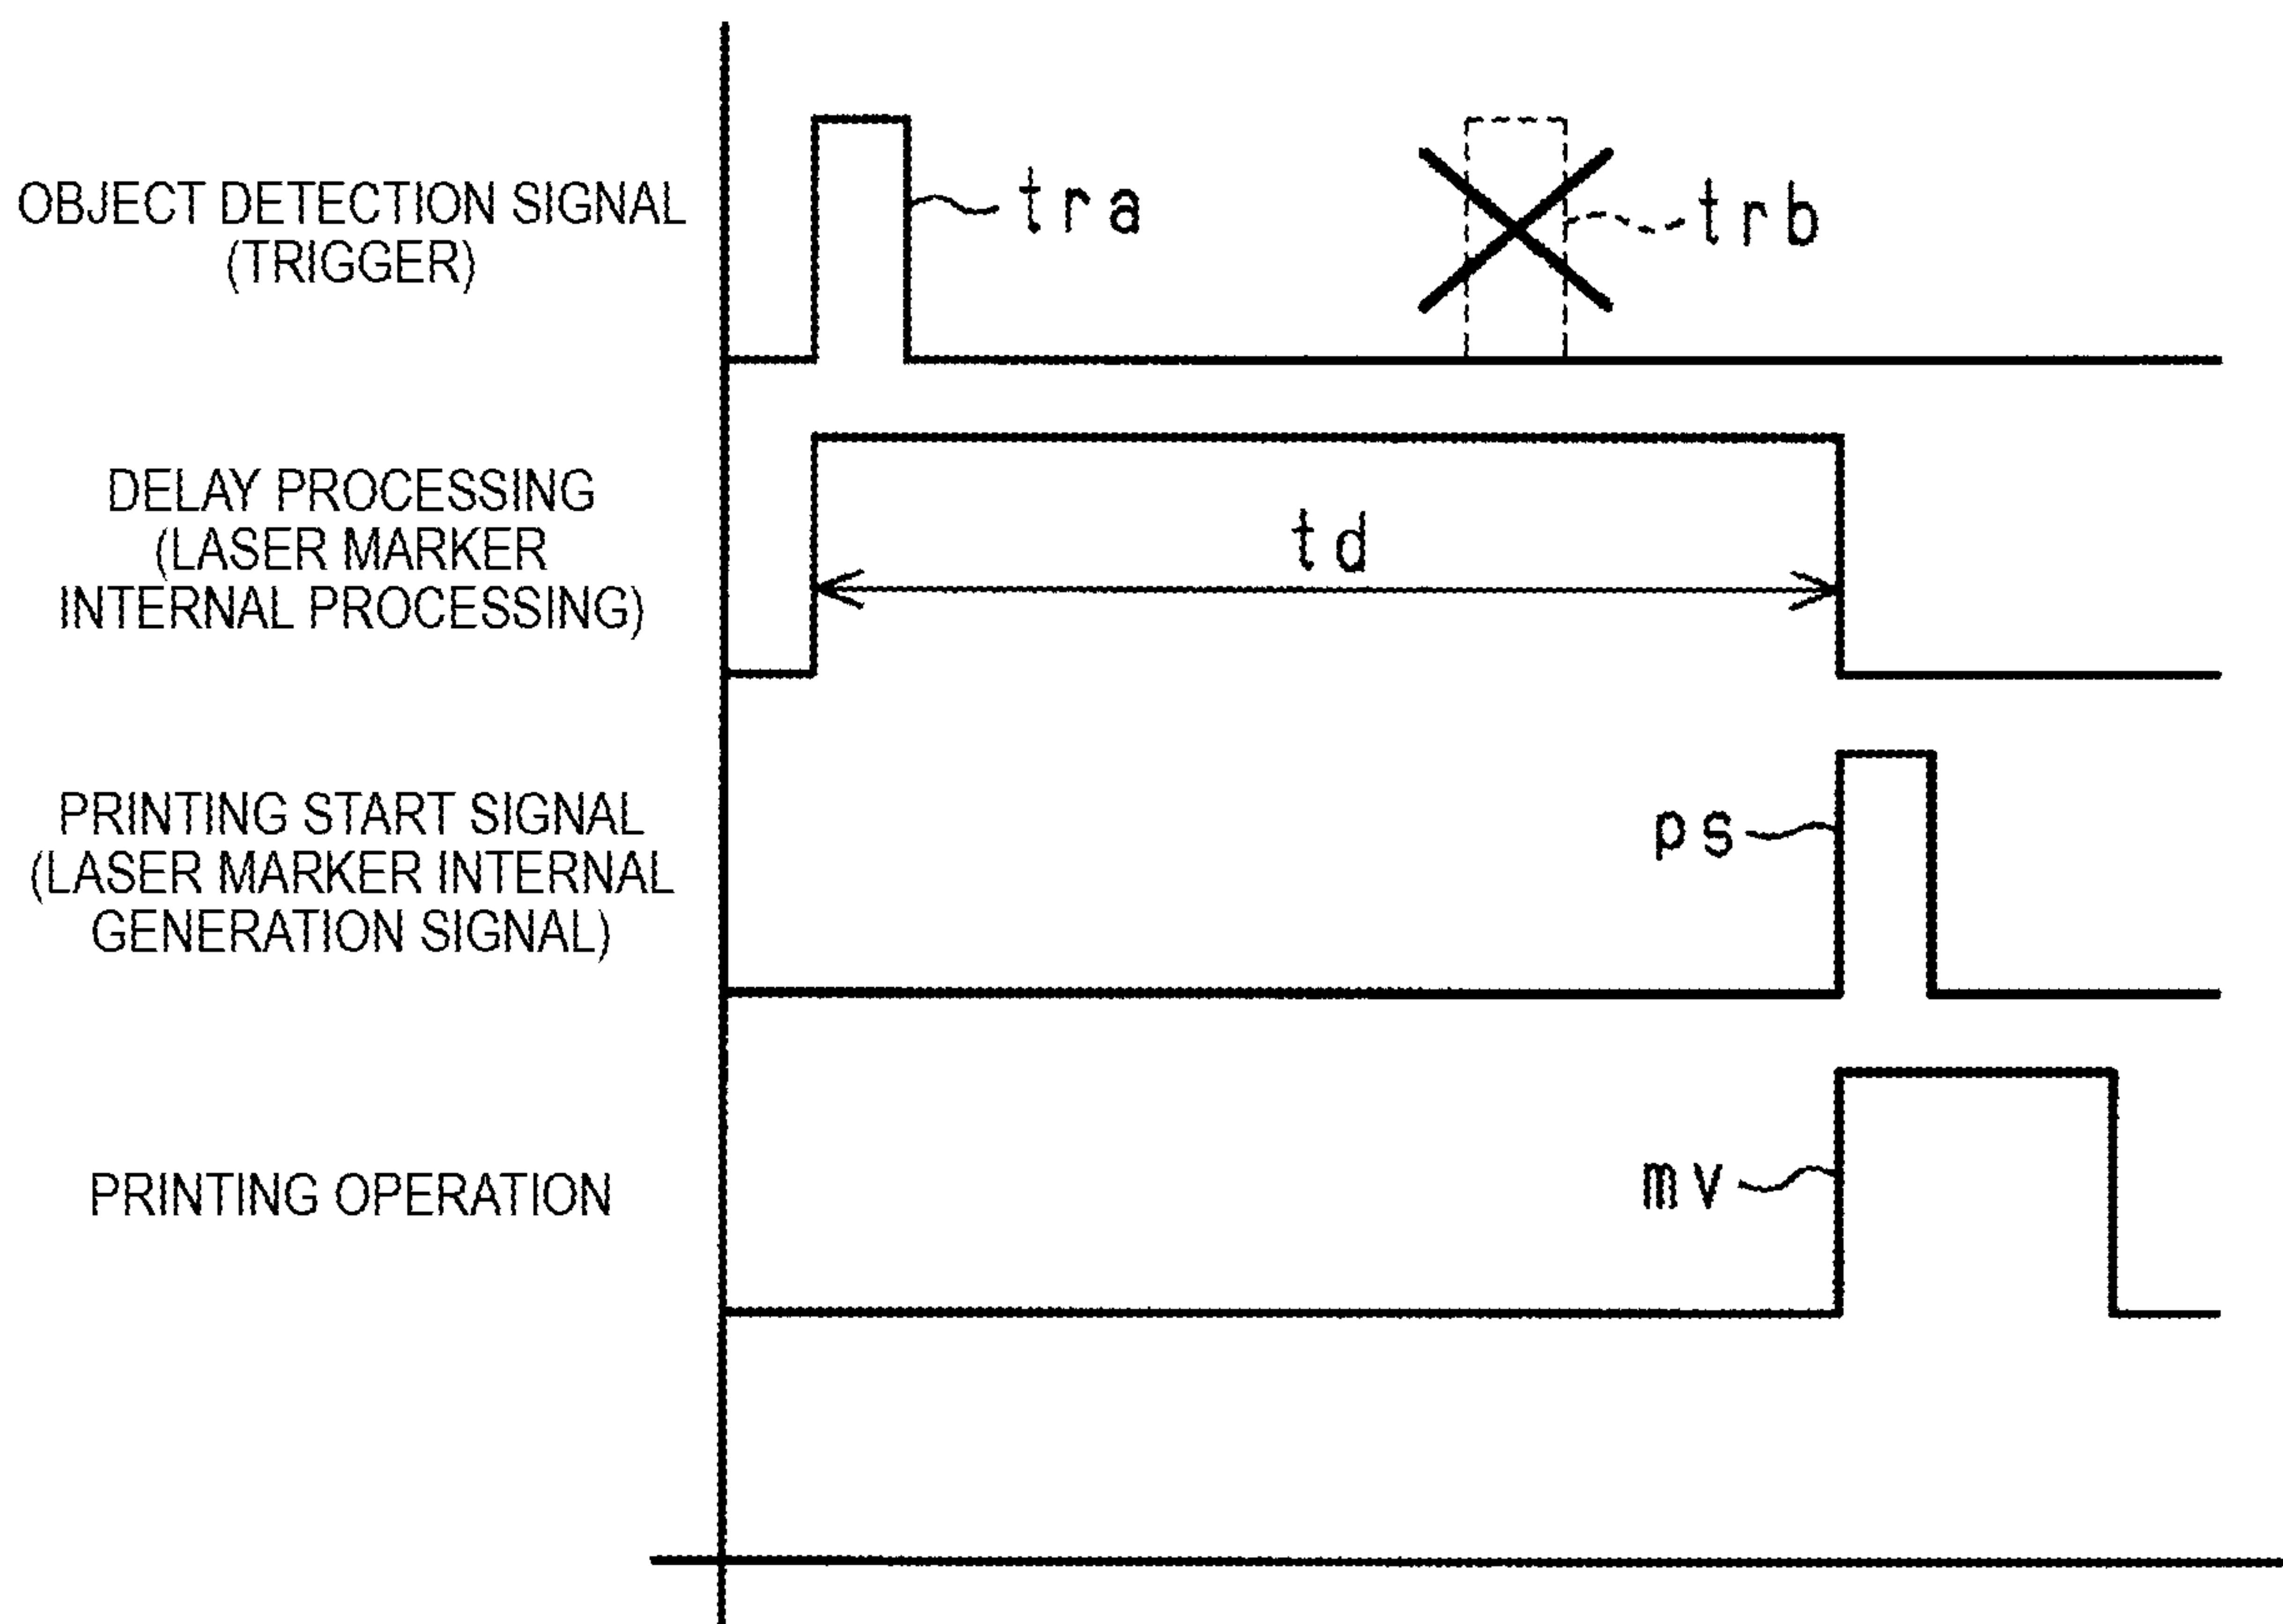 OBJECT DETECTION SIGNAL
(TRIGGER)
tra
trb
DELAY PROCESSING
(LASER MARKER
INTERNAL PROCESSING)
td
PRINTING START SIGNAL
(LASER MARKER INTERNAL
GENERATION SIGNAL)
ps
PRINTING OPERATION
mv